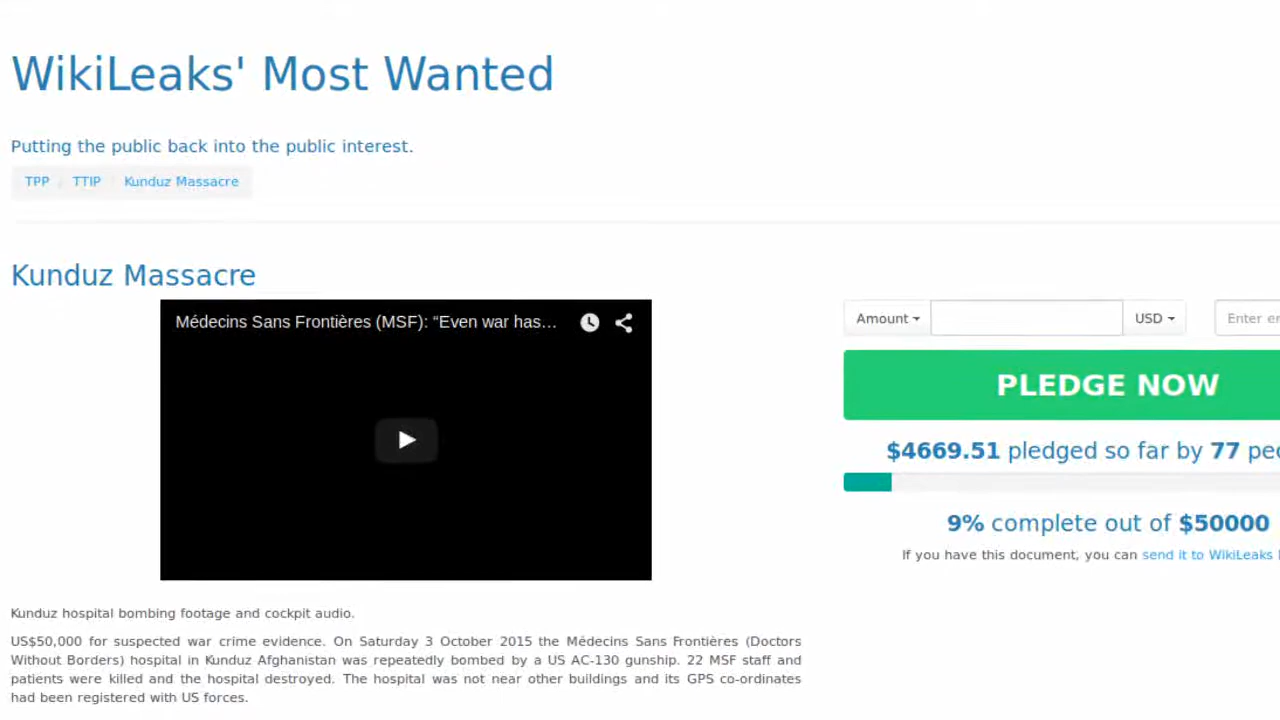 WikiLeaks' Most Wanted
Putting the public back into the public interest.
TPP / TTIP / Kunduz Massacre
Kunduz Massacre
Médecins Sans Frontières (MSF): “Even war has…
Amount USD Enter
PLEDGE NOW
$4669.51 pledged so far by 77
9% complete out of $50000
If you have this document, you can send it to WikiLeaks
Kunduz hospital bombing footage and cockpit audio.
US$50,000 for suspected war crime evidence. On Saturday 3 October 2015 the Médecins Sans Frontières (Doctors
Without Borders) hospital in Kunduz Afghanistan was repeatedly bombed by a US AC-130 gunship. 22 MSF staff and
patients were killed and the hospital destroyed. The hospital was not near other buildings and its GPS co-ordinates
had been registered with US forces.